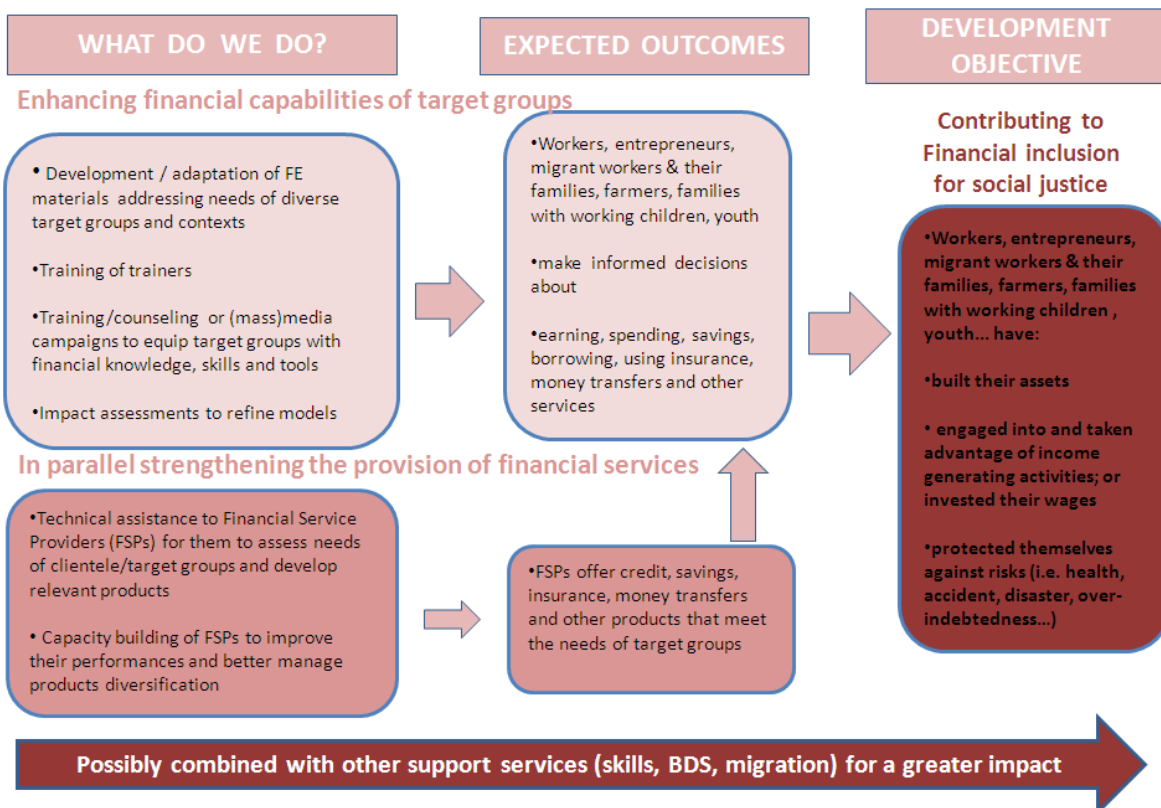 WHAT DO WE DO?
EXPECTED OUTCOMES
DEVELOPMENT
OBJECTIVE
Enhancing financial capabilities of target groups
• Development / adaptation of FE
materials addressing needs of diverse
target groups and contexts
•Training of trainers
•Training/counseling or (mass)media
campaigns to equip target groups with
financial knowledge, skills and tools
•Impact assessments to refine models
•Workers, entrepreneurs,
migrant workers & their
families, farmers, families
with working children, youth
•make informed decisions
about
•earning, spending, savings,
borrowing, using insurance,
money transfers and other
services
Contributing to
Financial inclusion
for social justice
•Workers, entrepreneurs,
migrant workers & their
families, farmers, families
with working children ,
youth... have:
•built their assets
• engaged into and taken
advantage of income
generating activities; or
invested their wages
•protected themselves
against risks (i.e. health,
accident, disaster, over-
indebtedness...)
In parallel strengthening the provision of financial services
•Technical assistance to Financial Service
Providers (FSPs) for them to assess needs
of clientele/target groups and develop
relevant products
• Capacity building of FSPs to improve
their performances and better manage
products diversification
•FSPs offer credit, savings,
insurance, money transfers
and other products that meet
the needs of target groups
Possibly combined with other support services (skills, BDS, migration) for a greater impact